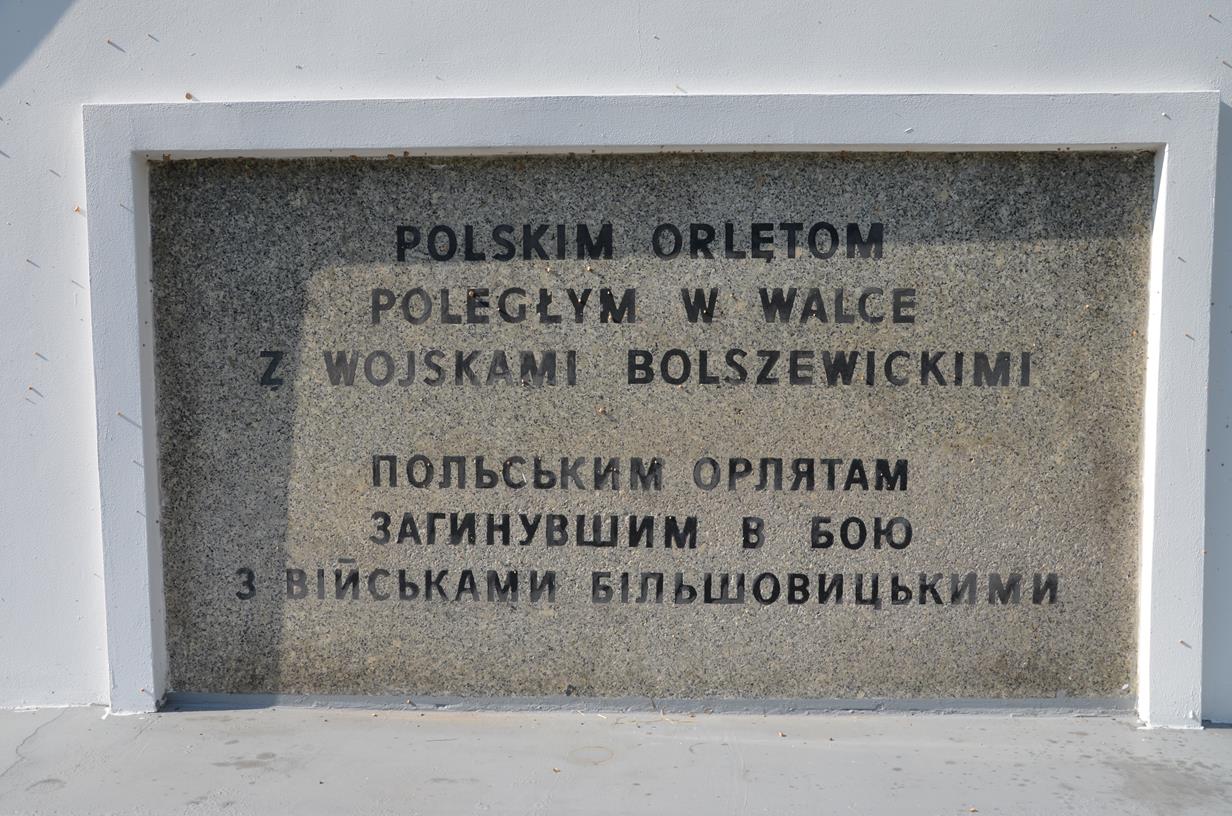 POLSKIM ORLĘTOM
POLEGŁYM W WALCE
Z WOJSKAMI BOLSZEWICKIMI
ПОЛЬСЬКИМ ОРЛЯТАМ
ЗАГИНУВШИМ В БОЮ
З ВІЙСЬКАМИ БІЛЬШОВИЦЬКИМИ